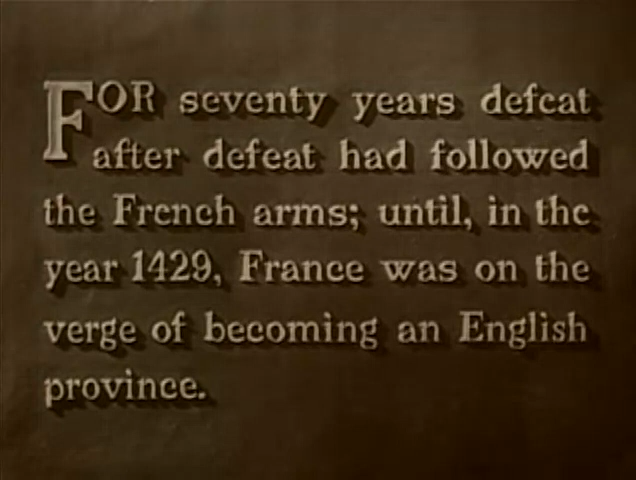 FOR seventy years defeat
after defeat had followed
the French arms; until, in the
year 1429, France was on the
verge of becoming an English
province.